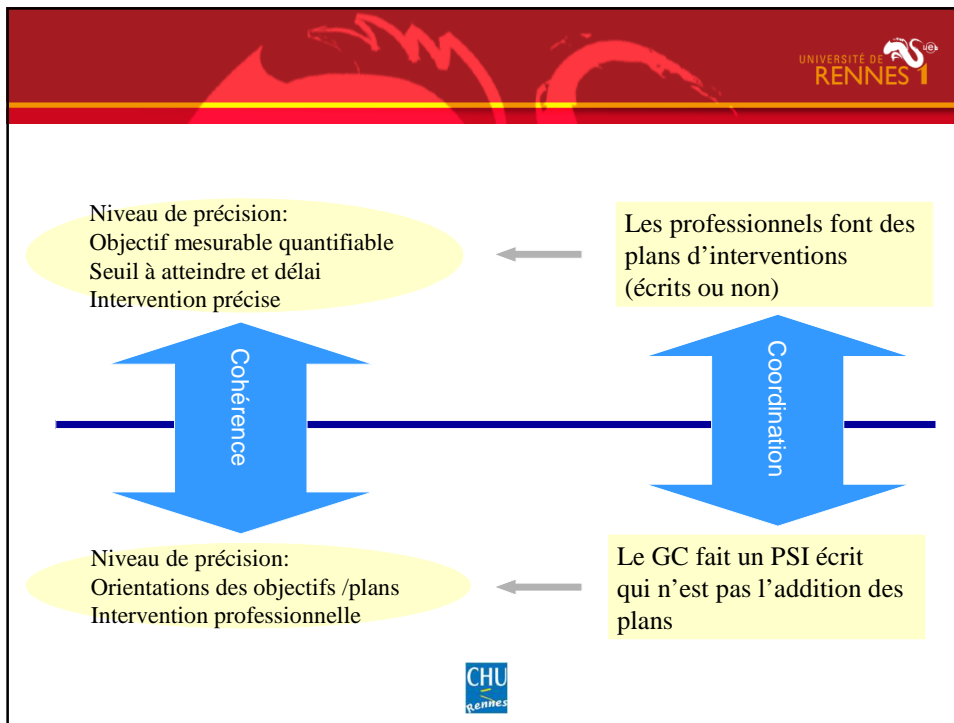 UNIVERSITÉ DE
RENNES 1
ueb
Niveau de précision:
Objectif mesurable quantifiable
Seuil à atteindre et délai
Intervention précise
Les professionnels font des
plans d’interventions
(écrits ou non)
Cohérence
Coordination
Niveau de précision:
Orientations des objectifs /plans
Intervention professionnelle
Le GC fait un PSI écrit
qui n’est pas l’addition des
plans
CHU
Rennes